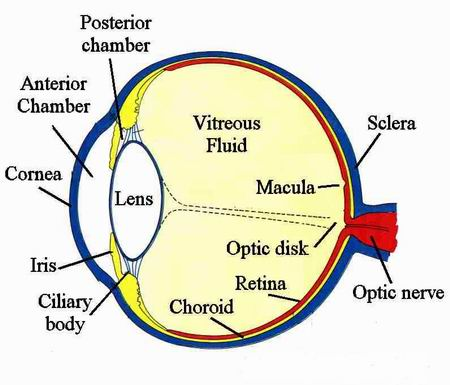 Posterior
chamber
Anterior
Chamber
Vitreous
Fluid
Sclera
Cornea
Lens
Macula
Optic disk
Iris
Retina
Optic nerve
Ciliary
body
Choroid